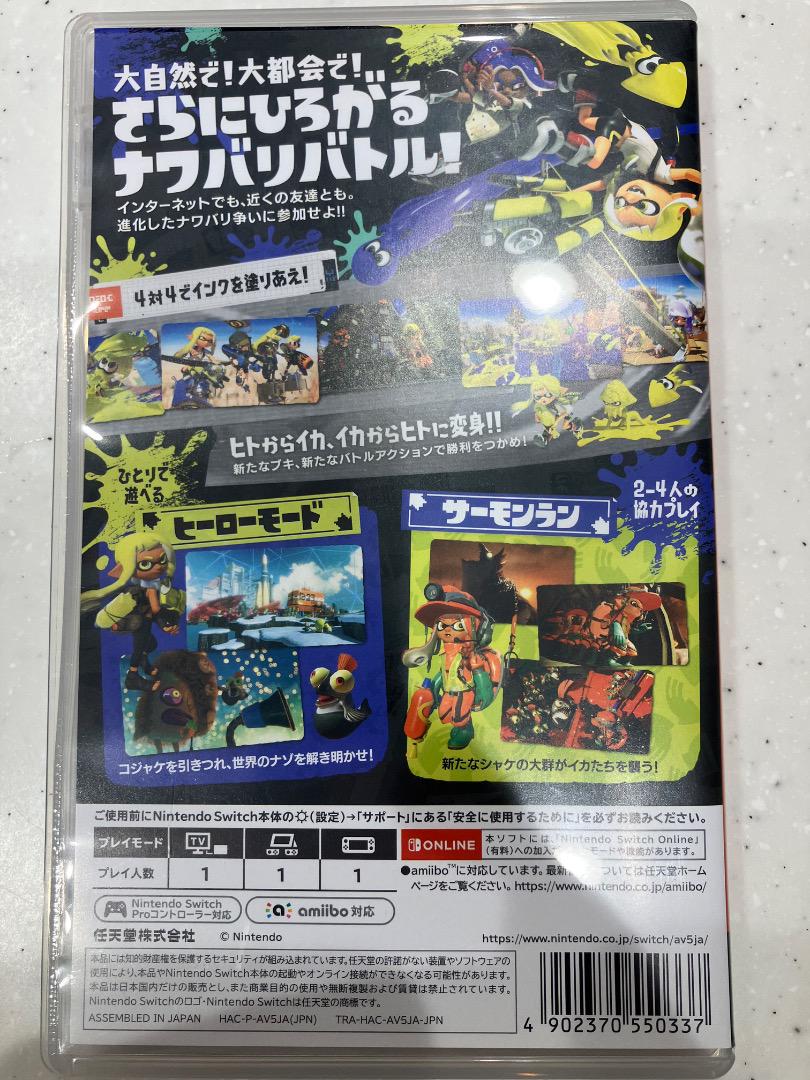 大自然で!大都会で!
さらにひろがる
ナワバリバトル!
インターネットでも、近くの友達とも。
進化したナワバリ争いに参加せよ!!
4対4でインクを塗りあえ!
ヒトからイカ、イカからヒトに変身!!
新たなブキ、新たなバトルアクションで勝利をつかめ!
ひとりで
遊べる
ヒーローモード
2-4人の
協力プレイ
サーモンラン
コジャケを引きつれ、世界のナゾを解き明かせ!
新たなシャケの大群がイカたちを襲う!
ご使用前にNintendo Switch本体の(設定)→「サポート」にある「安全に使用するために」を必ずお読みください。
プレイモード TV
プレイ人数 1 1 1
ONLINE
本ソフトには、「Nintendo Switch Online」
(有料)への加入 モードや機能があります。
●amiibo™に対応しています。最新 については任天堂ホーム
ページをご覧ください。https://www.nintendo.co.jp/amiibo/
Nintendo Switch
Proコントローラー対応
amiibo 対応
任天堂株式会社 © Nintendo
https://www.nintendo.co.jp/switch/av5ja/
本品には知的財産権を保護するセキュリティが組み込まれています。任天堂の許諾がない装置やソフトウェアの
使用により、本品やNintendo Switch本体の起動やオンライン接続ができなくなる可能性があります。
本品は日本国内だけの販売とし、また商業目的の使用や無断複製および賃貸は禁止されています。
Nintendo Switchのロゴ・Nintendo Switchは任天堂の商標です。
ASSEMBLED IN JAPAN HAC-P-AV5JA(JPN) TRA-HAC-AV5JA-JPN
4 902370 550337